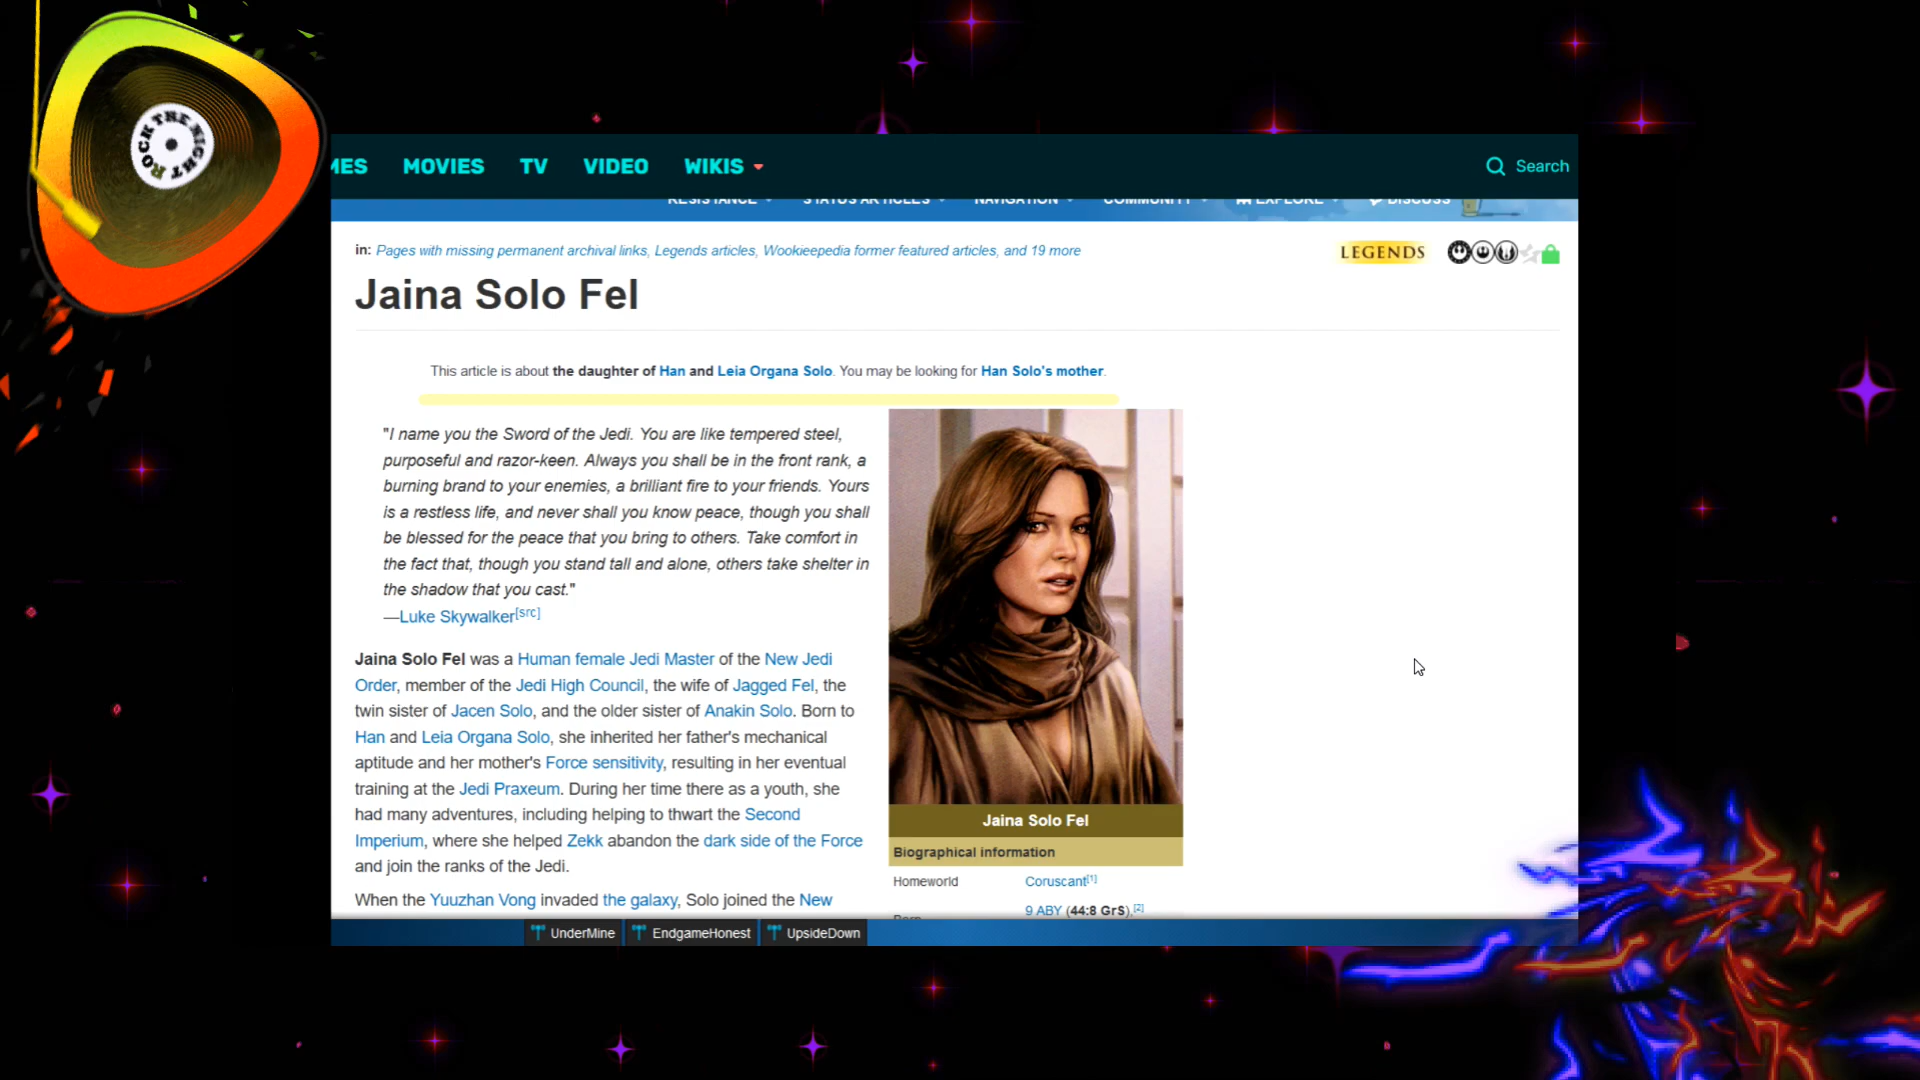 ROCK THE NIGHT
MES MOVIES TV VIDEO WIKIS Search
RESISTANCE STATUS ARTICLES NAVIGATION COMMUNITY EXPLORE DISCUSS
in: Pages with missing permanent archival links, Legends articles, Wookieepedia former featured articles, and 19 more
LEGENDS
Jaina Solo Fel
This article is about the daughter of Han and Leia Organa Solo. You may be looking for Han Solo's mother.
"I name you the Sword of the Jedi. You are like tempered steel,
purposeful and razor-keen. Always you shall be in the front rank, a
burning brand to your enemies, a brilliant fire to your friends. Yours
is a restless life, and never shall you know peace, though you shall
be blessed for the peace that you bring to others. Take comfort in
the fact that, though you stand tall and alone, others take shelter in
the shadow that you cast."
—Luke Skywalker[src]
Jaina Solo Fel was a Human female Jedi Master of the New Jedi
Order, member of the Jedi High Council, the wife of Jagged Fel, the
twin sister of Jacen Solo, and the older sister of Anakin Solo. Born to
Han and Leia Organa Solo, she inherited her father's mechanical
aptitude and her mother's Force sensitivity, resulting in her eventual
training at the Jedi Praxeum. During her time there as a youth, she
had many adventures, including helping to thwart the Second
Imperium, where she helped Zekk abandon the dark side of the Force
and join the ranks of the Jedi.
When the Yuuzhan Vong invaded the galaxy, Solo joined the New
Jaina Solo Fel
Biographical information
Homeworld Coruscant[1]
Born 9 ABY (44:8 GrS),[2]
UnderMine EndgameHonest UpsideDown